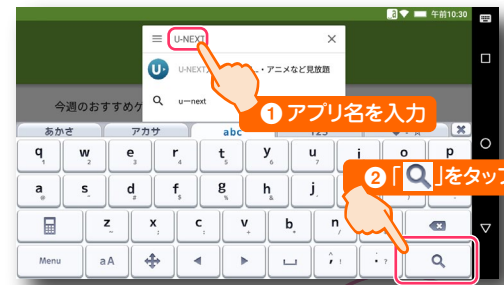 午前10:30
U-NEXT
U-NEXT
・アニメなど見放題
u-next
今週のおすすめ
1 アプリ名を入力
あかさ アカサ abc 123
q w e r t y u i o p
2 「」をタップ
a s d f g h j
z x c v b n
Menu aA